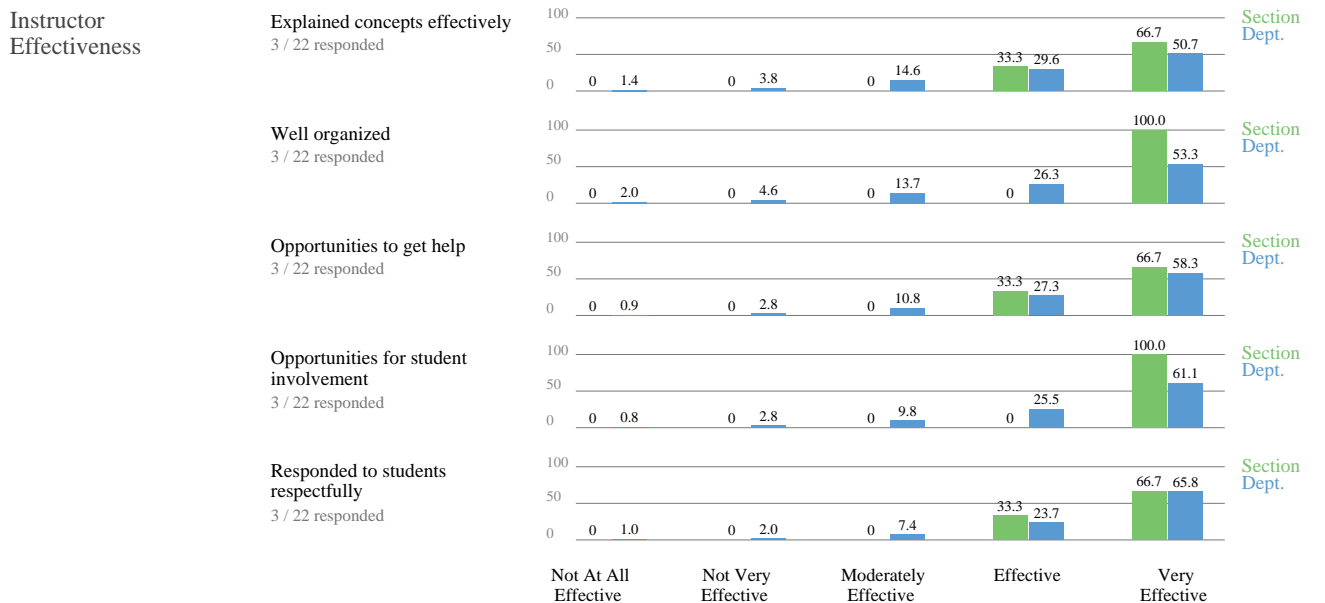 Instructor
Effectiveness
Explained concepts effectively
3 / 22 responded
100
50
0
0 1.4 0 3.8 0 14.6 33.3 29.6 66.7 50.7
Section
Dept.
Well organized
3 / 22 responded
100
50
0
0 2.0 0 4.6 0 13.7 0 26.3 100.0 53.3
Section
Dept.
Opportunities to get help
3 / 22 responded
100
50
0
0 0.9 0 2.8 0 10.8 33.3 27.3 66.7 58.3
Section
Dept.
Opportunities for student
involvement
3 / 22 responded
100
50
0
0 0.8 0 2.8 0 9.8 0 25.5 100.0 61.1
Section
Dept.
Responded to students
respectfully
3 / 22 responded
100
50
0
0 1.0 0 2.0 0 7.4 33.3 23.7 66.7 65.8
Section
Dept.
Not At All
Effective
Not Very
Effective
Moderately
Effective
Effective
Very
Effective